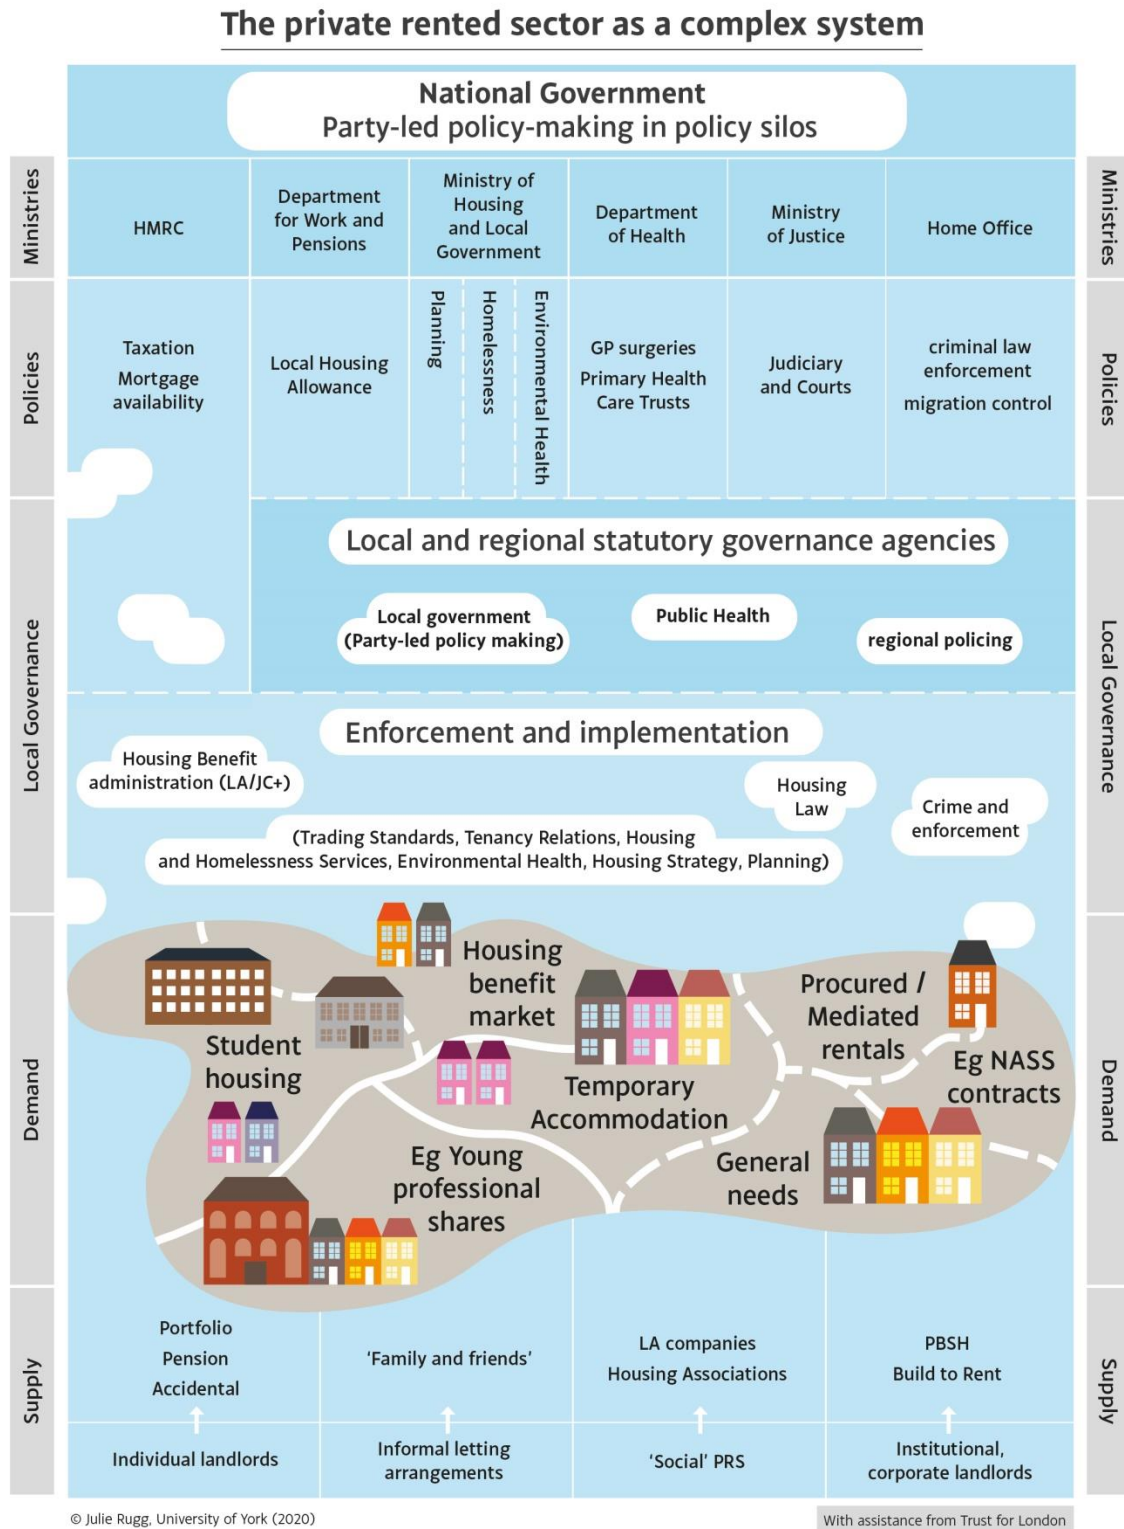 The private rented sector as a complex system
National Government
Party-led policy-making in policy silos
Ministries
HMRC
Department
for Work and
Pensions
Ministry of
Housing
and Local
Government
Department
of Health
Ministry
of Justice
Home Office
Ministries
Policies
Taxation
Mortgage
availability
Local Housing
Allowance
Planning
Homelessness
Environmental Health
GP surgeries
Primary Health
Care Trusts
Judiciary
and Courts
criminal law
enforcement
migration control
Policies
Local Governance
Local and regional statutory governance agencies
Local government
(Party-led policy making)
Public Health
regional policing
Local Governance
Enforcement and implementation
Housing Benefit
administration (LA/JC+)
Housing
Law
Crime and
enforcement
(Trading Standards, Tenancy Relations, Housing
and Homelessness Services, Environmental Health, Housing Strategy, Planning)
Demand
Student
housing
Housing
benefit
market
Temporary
Accommodation
Procured /
Mediated
rentals
Eg NASS
contracts
Eg Young
professional
shares
General
needs
Demand
Supply
Portfolio
Pension
Accidental
'Family and friends'
LA companies
Housing Associations
PBSH
Build to Rent
Supply
Individual landlords
Informal letting
arrangements
'Social' PRS
Institutional,
corporate landlords
© Julie Rugg, University of York (2020)
With assistance from Trust for London